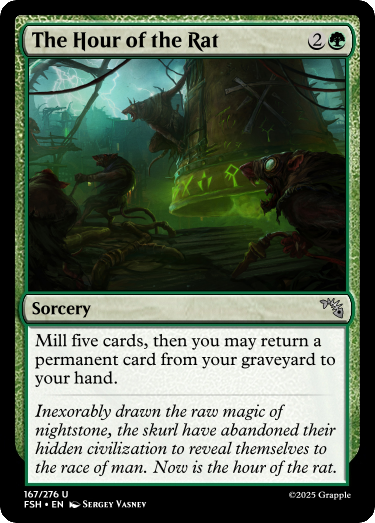 The Hour of the Rat 2
Sorcery
Mill five cards, then you may return a
permanent card from your graveyard to
your hand.
Inexorably drawn the raw magic of
nightstone, the skurl have abandoned their
hidden civilization to reveal themselves to
the race of man. Now is the hour of the rat.
167/276 U
FSH • EN Sergey Vasnev
©2025 Grapple